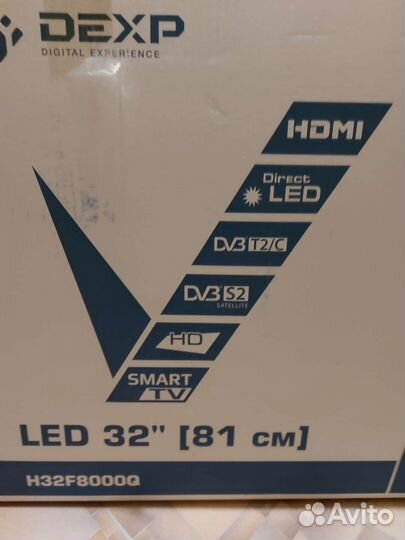 DEXP
DIGITAL EXPERIENCE
HDMI
Direct
LED
DVB T2/C
DVB S2
SATELLITE
HD
SMART
TV
LED 32" [81 см]
H32F8000Q
Avito